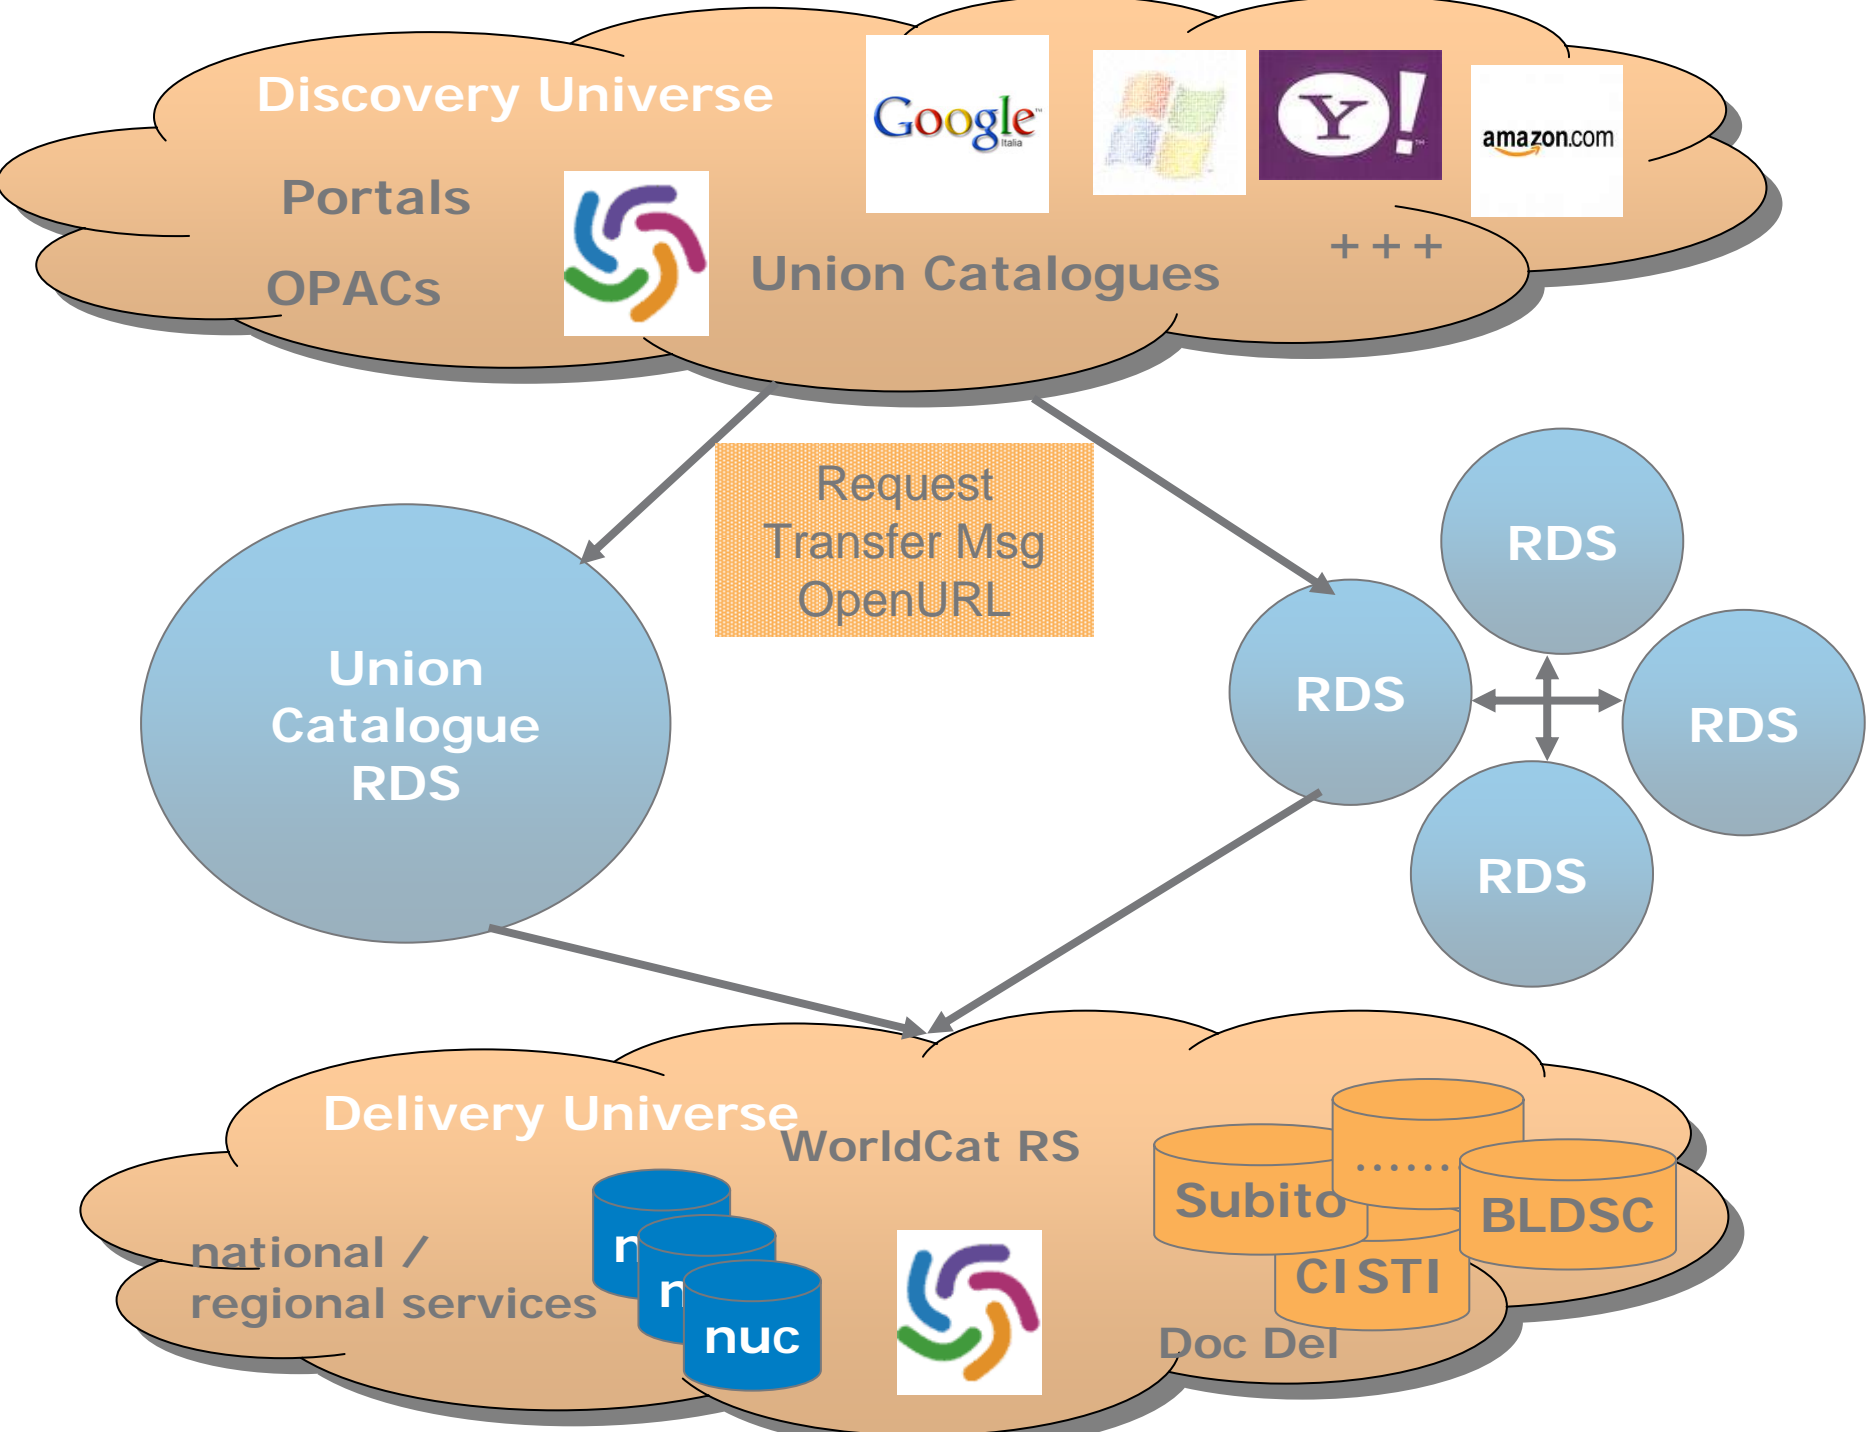 Discovery Universe
Google
Italia
Y!
amazon.com
Portals
OPACs
Union Catalogues
+++
Request
Transfer Msg
OpenURL
Union
Catalogue
RDS
RDS
RDS
RDS
RDS
Delivery Universe
WorldCat RS
national /
regional services
n
n
nuc
Subito
.......
BLDSC
CISTI
Doc Del